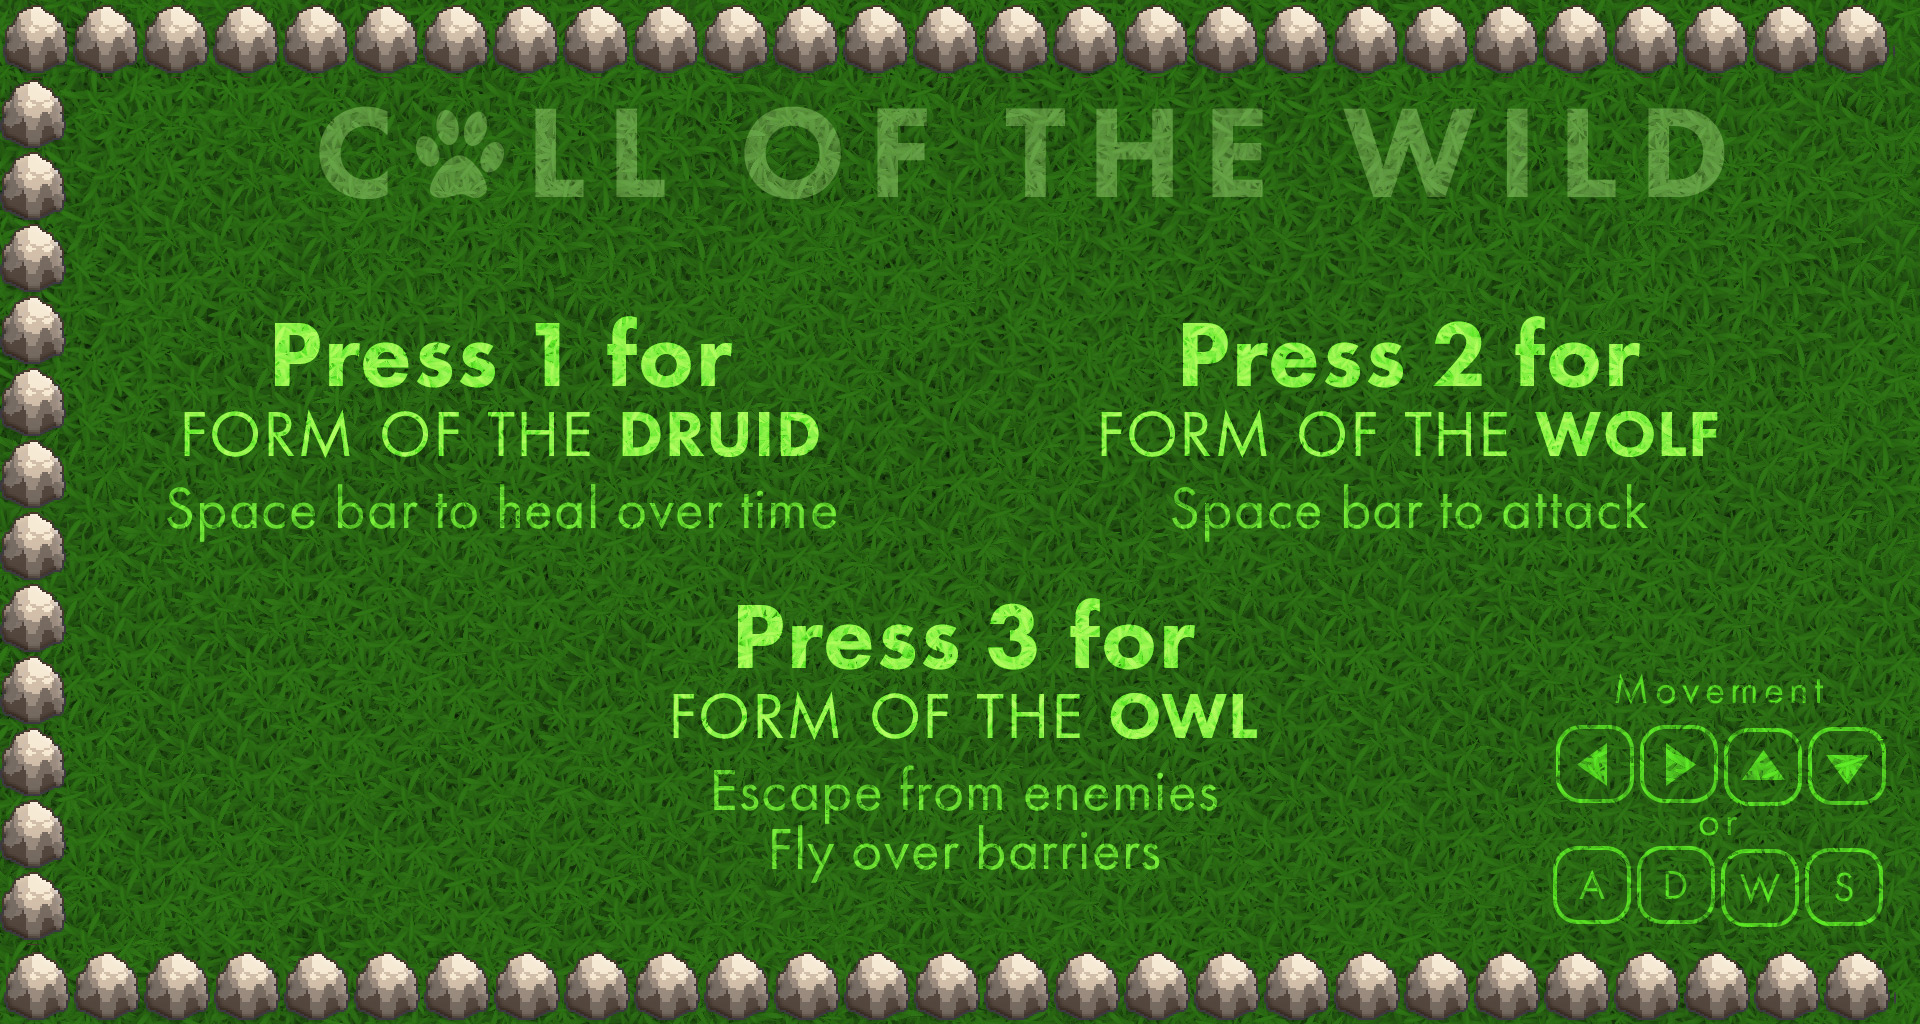 CALL OF THE WILD
Press 1 for
FORM OF THE DRUID
Space bar to heal over time
Press 2 for
FORM OF THE WOLF
Space bar to attack
Press 3 for
FORM OF THE OWL
Escape from enemies
Fly over barriers
Movement
or
A D W S